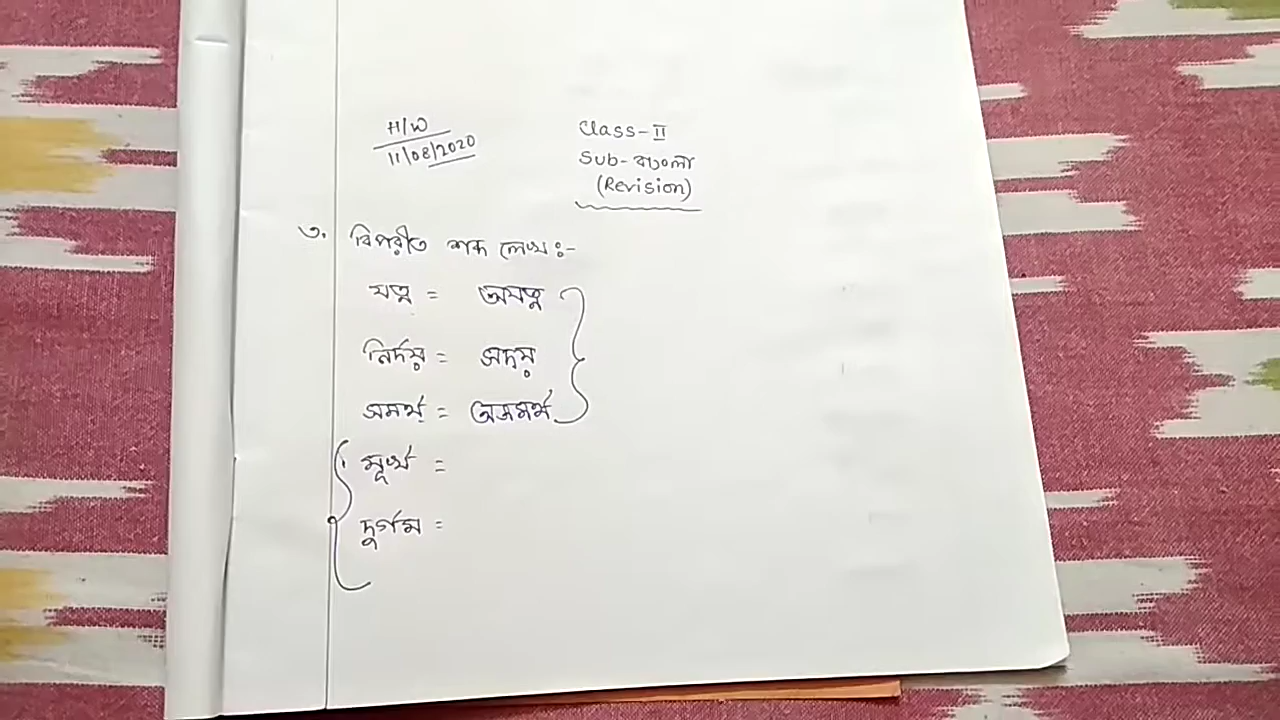 H/W
11/08/2020
Class-II
Sub-বাংলা
(Revision)
৩. বিপরীত শব্দ লেখ ঃ-
যত্ন = অযত্ন
নির্দয় = সদয়
সমর্থ = অসমর্থ
মূর্খ =
দুর্গম =